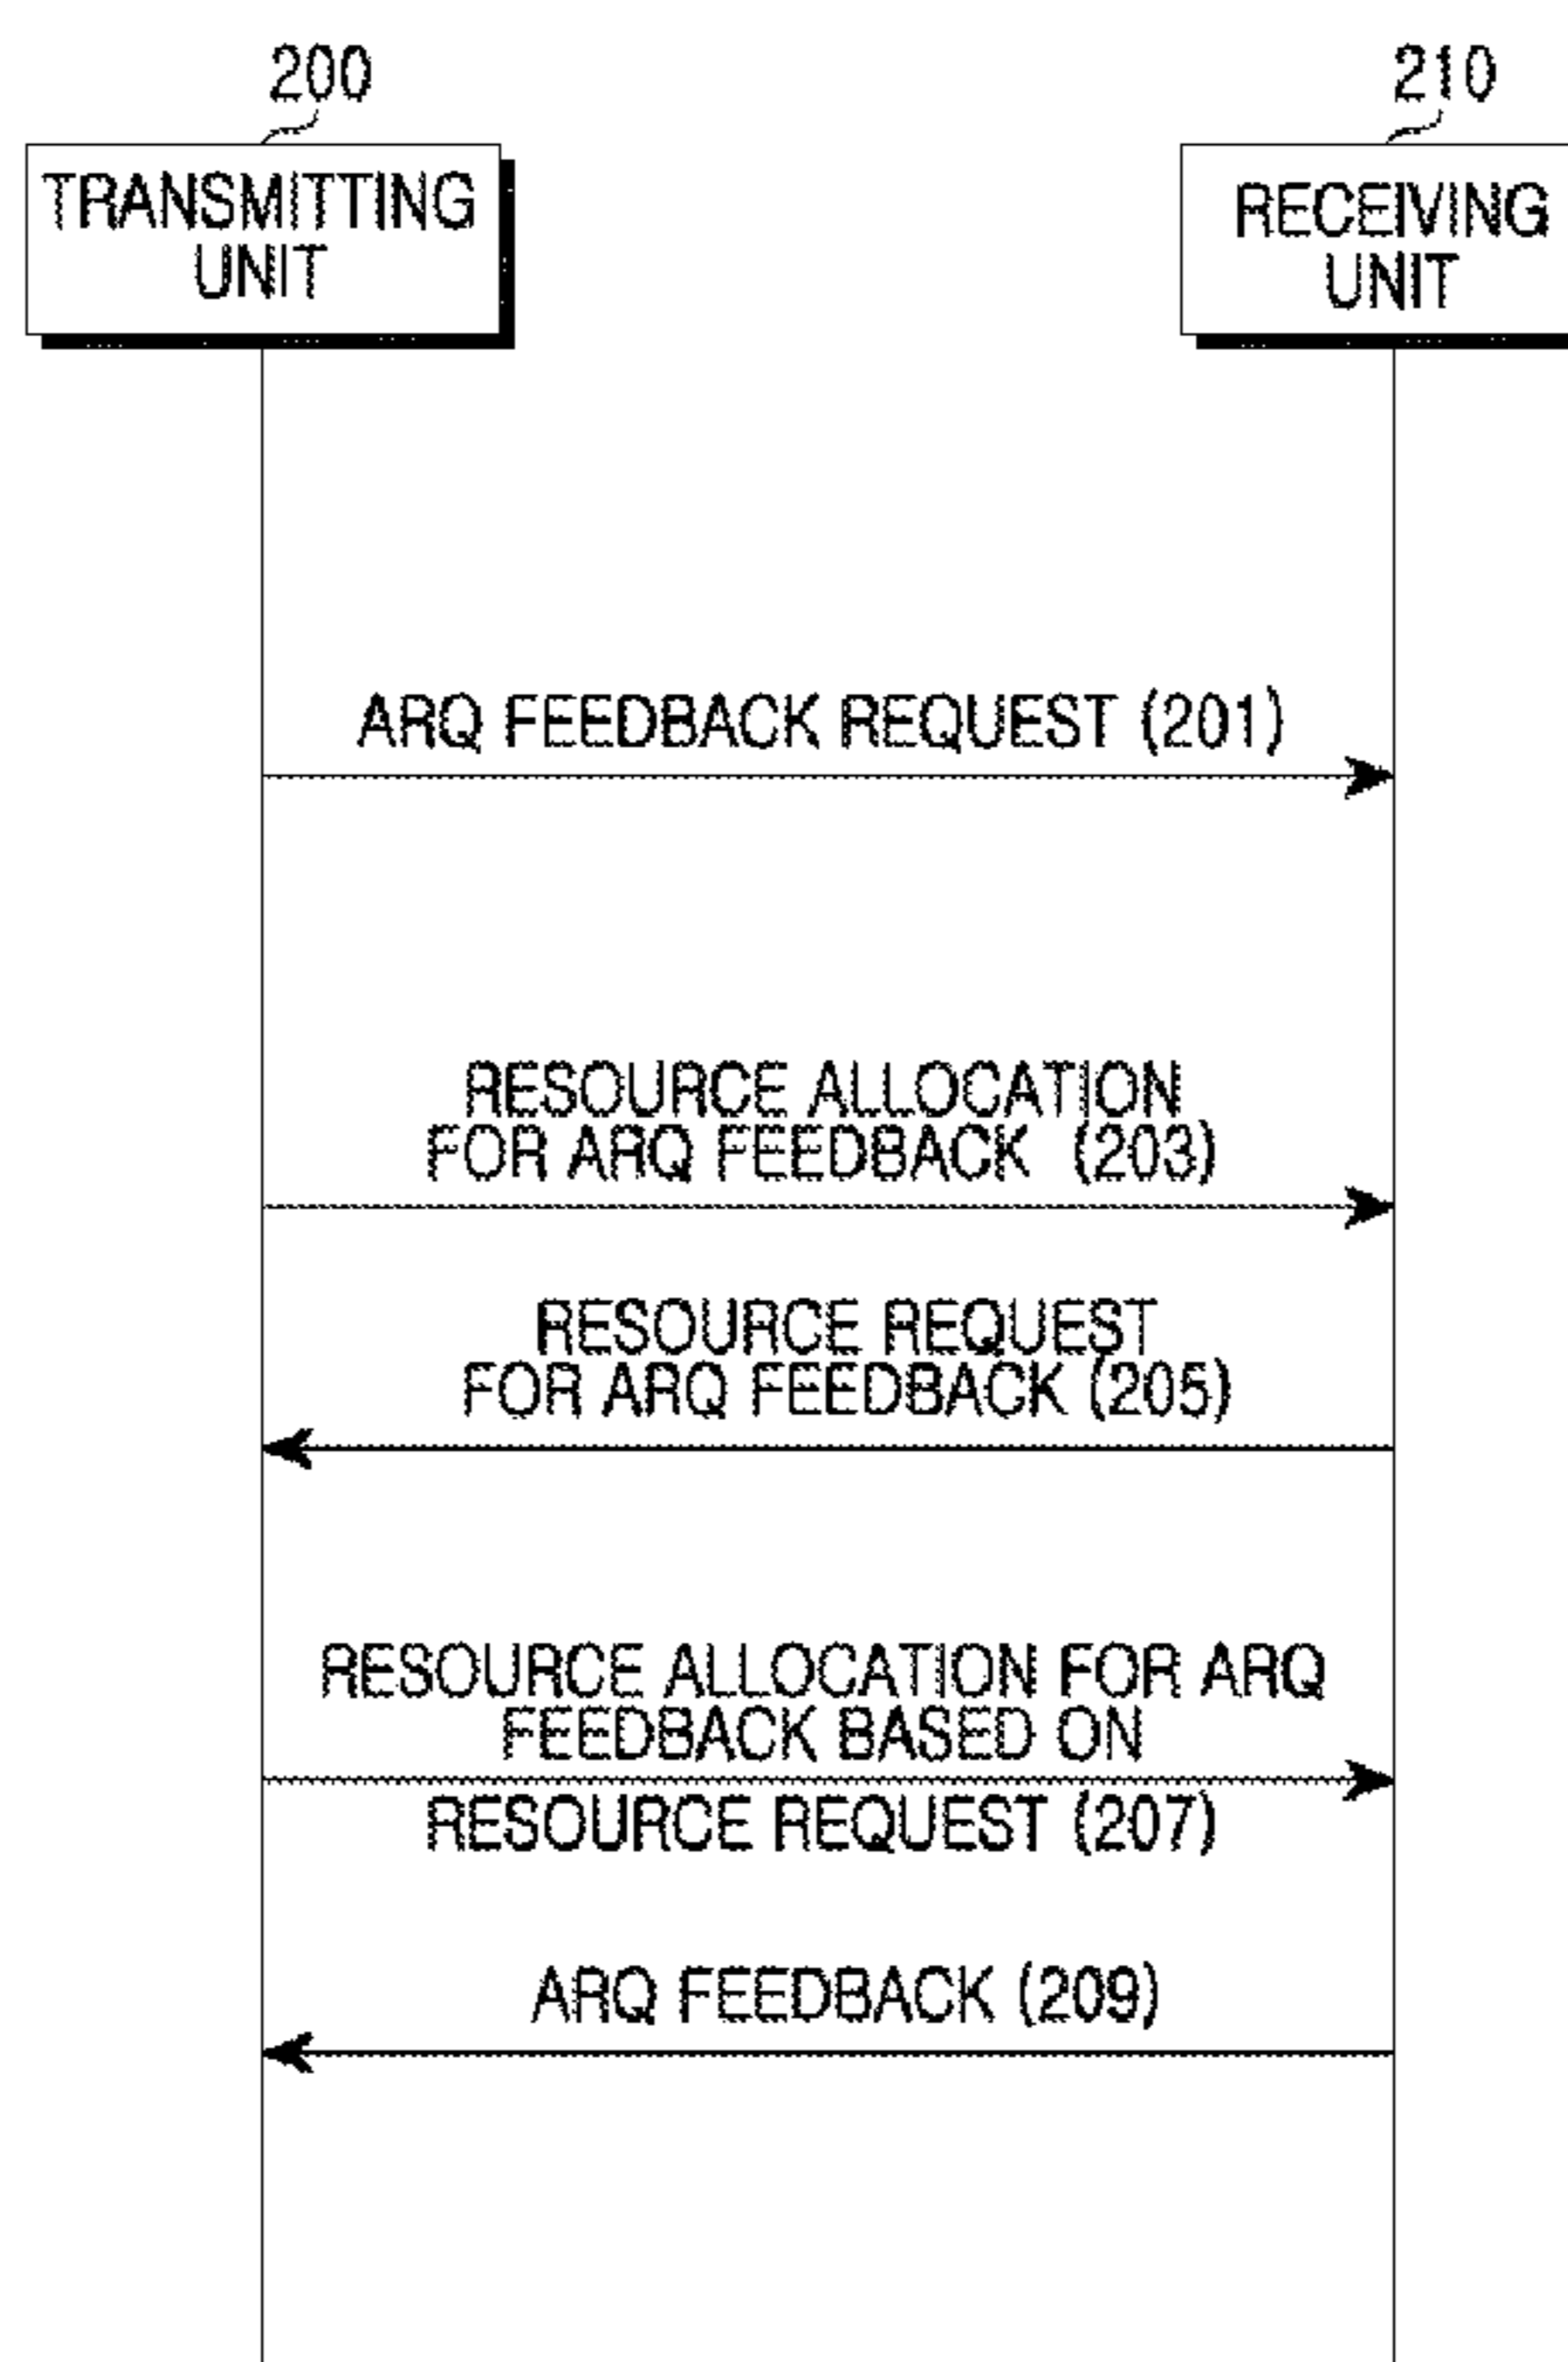 200
210
TRANSMITTING
UNIT
RECEIVING
UNIT
ARQ FEEDBACK REQUEST (201)
RESOURCE ALLOCATION
FOR ARQ FEEDBACK (203)
RESOURCE REQUEST
FOR ARQ FEEDBACK (205)
RESOURCE ALLOCATION FOR ARQ
FEEDBACK BASED ON
RESOURCE REQUEST (207)
ARQ FEEDBACK (209)